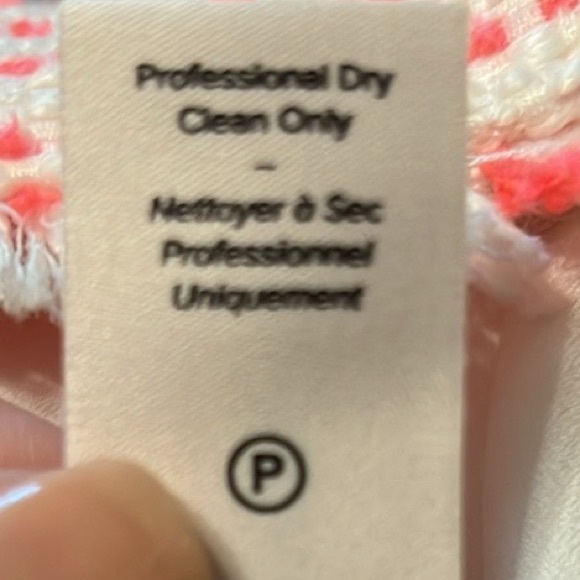 Professional Dry
Clean Only
–
Nettoyer à Sec
Professionnel
Uniquement
P